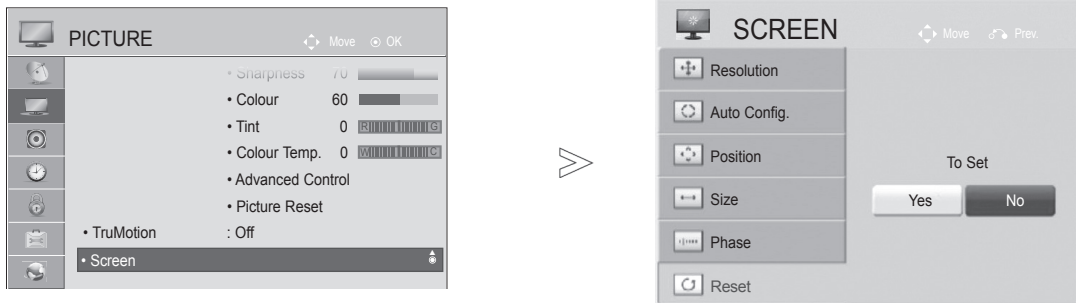 PICTURE
Move OK
• Sharpness 70
• Colour 60
• Tint 0 R G
• Colour Temp. 0 W C
• Advanced Control
• Picture Reset
• TruMotion : Off
• Screen
SCREEN
Move Prev.
Resolution
Auto Config.
Position
Size
Phase
Reset
To Set
Yes No